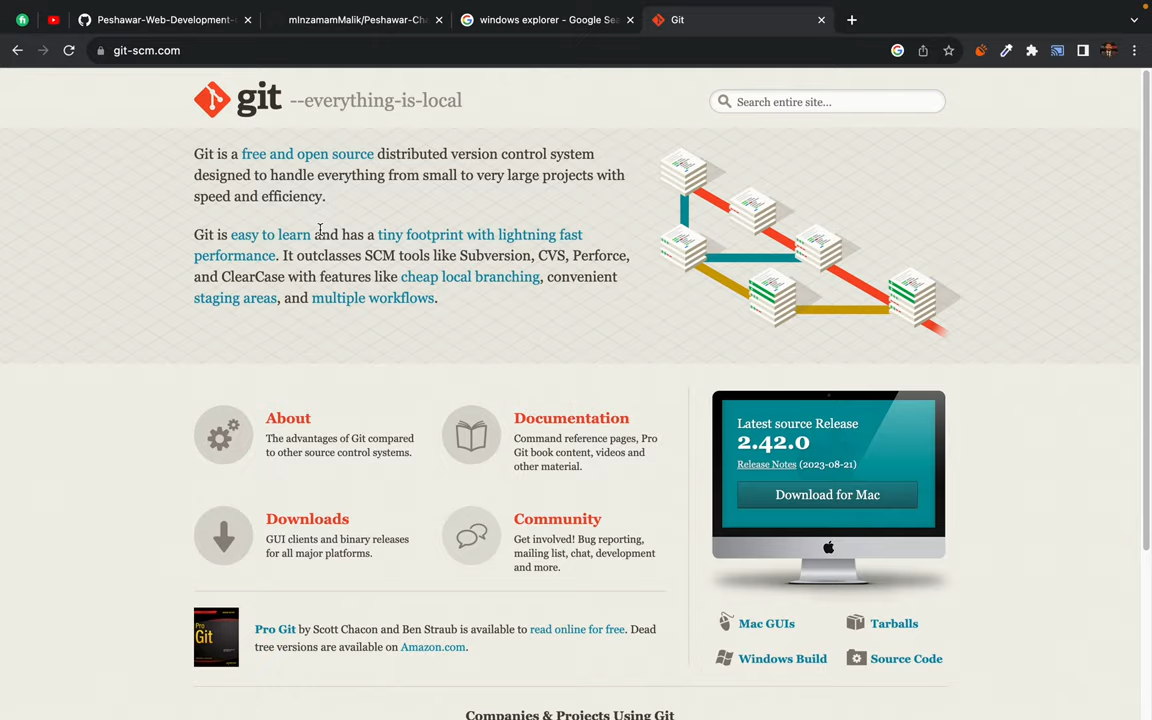 Peshawar-Web-Development-
mInzamamMalik/Peshawar-Cha
windows explorer - Google Sea
Git
git-scm.com
git --everything-is-local
Search entire site...
Git is a free and open source distributed version control system
designed to handle everything from small to very large projects with
speed and efficiency.
Git is easy to learn and has a tiny footprint with lightning fast
performance. It outclasses SCM tools like Subversion, CVS, Perforce,
and ClearCase with features like cheap local branching, convenient
staging areas, and multiple workflows.
About
The advantages of Git compared
to other source control systems.
Documentation
Command reference pages, Pro
Git book content, videos and
other material.
Downloads
GUI clients and binary releases
for all major platforms.
Community
Get involved! Bug reporting,
mailing list, chat, development
and more.
Latest source Release
2.42.0
Release Notes (2023-08-21)
Download for Mac
Mac GUIs
Tarballs
Windows Build
Source Code
Pro
Git
Pro Git by Scott Chacon and Ben Straub is available to read online for free. Dead
tree versions are available on Amazon.com.
Companies & Projects Using Git